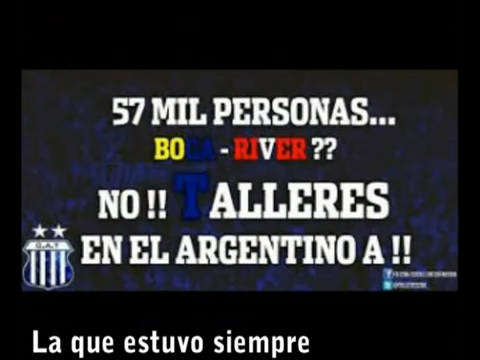 57 MIL PERSONAS...
BOCA - RIVER ??
NO !! TALLERES
EN EL ARGENTINO A !!
C.A.T
La que estuvo siempre